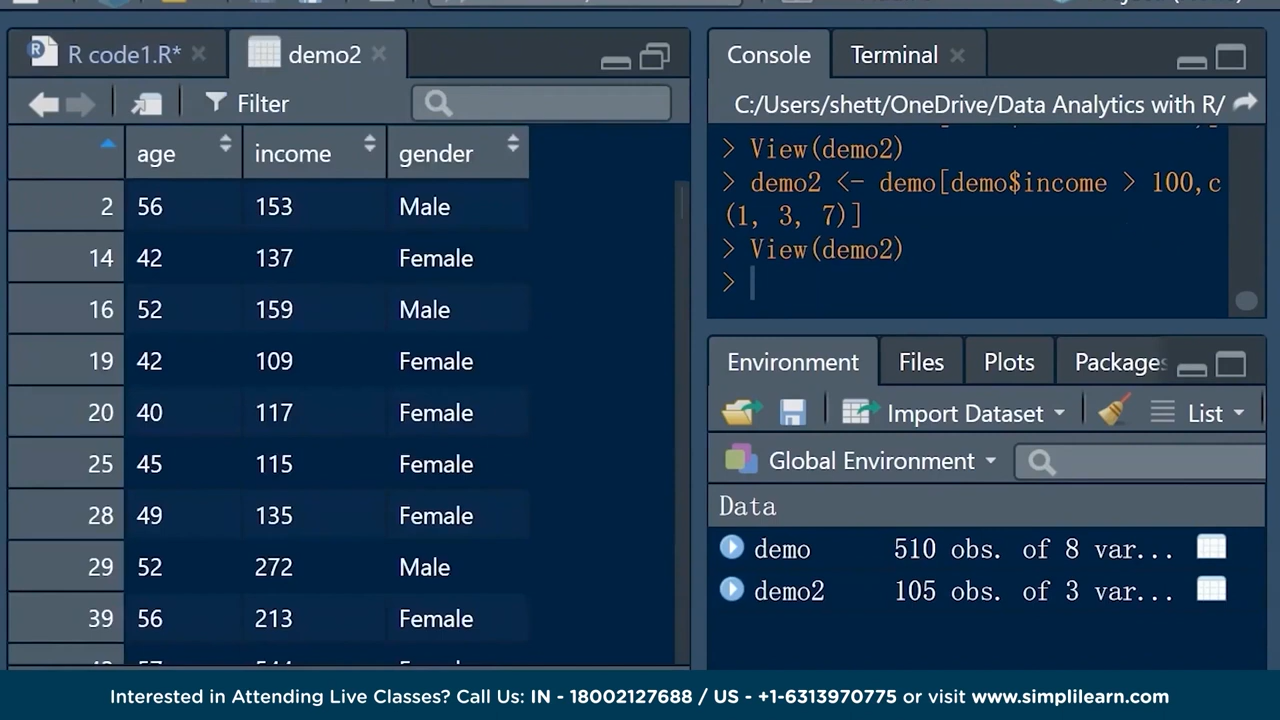 R code1.R*
demo2
Filter
age income gender
2 56 153 Male
14 42 137 Female
16 52 159 Male
19 42 109 Female
20 40 117 Female
25 45 115 Female
28 49 135 Female
29 52 272 Male
39 56 213 Female
Console Terminal
C:/Users/shett/OneDrive/Data Analytics with R/
> View(demo2)
> demo2 <- demo[demo$income > 100,c
(1, 3, 7)]
> View(demo2)
>
Environment Files Plots Packages
Import Dataset List
Global Environment
Data
demo 510 obs. of 8 var...
demo2 105 obs. of 3 var...
Interested in Attending Live Classes? Call Us: IN - 18002127688 / US - +1-6313970775 or visit www.simplilearn.com